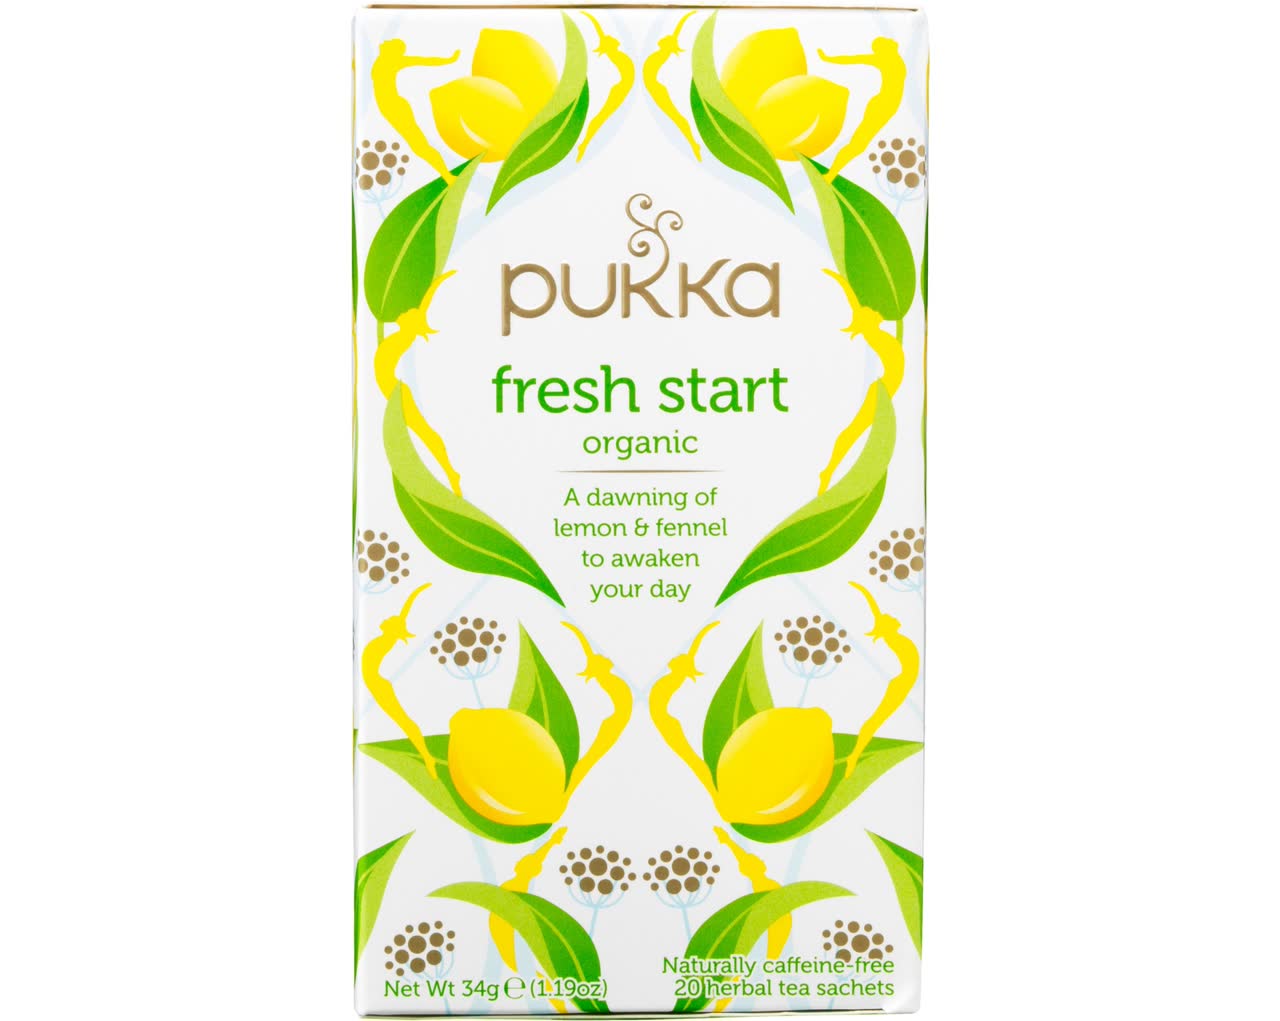 pukka
fresh start
organic
A dawning of
lemon & fennel
to awaken
your day
Naturally caffeine-free
Net Wt 34g ℮ (1.19oz)
20 herbal tea sachets